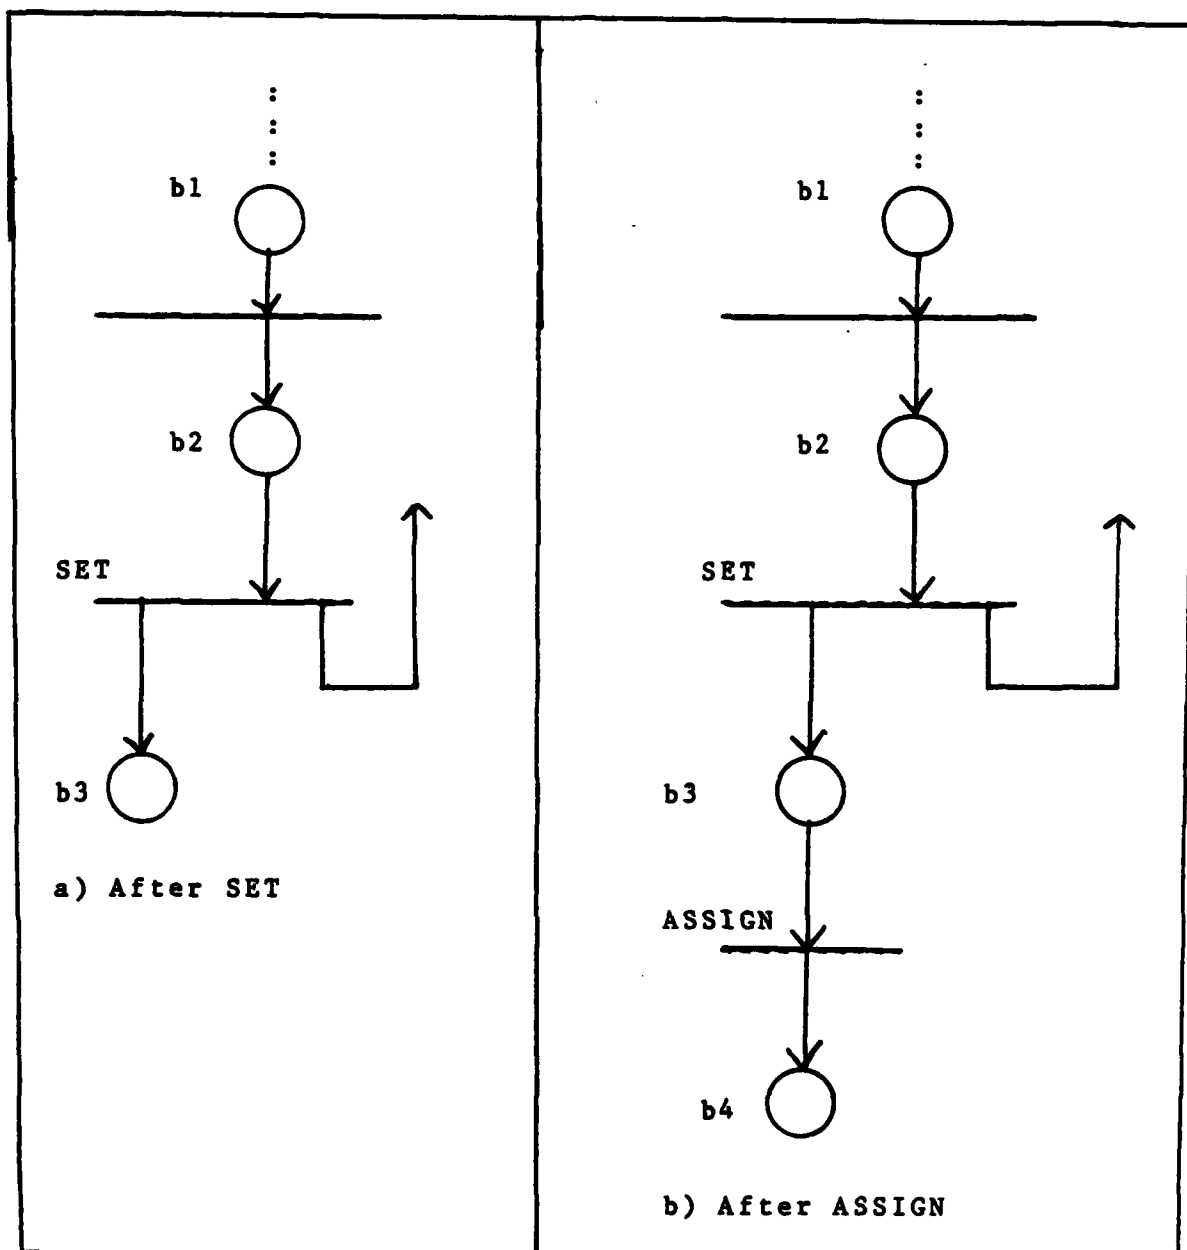 b1
b2
SET
b3
a) After SET
b1
b2
SET
b3
ASSIGN
b4
b) After ASSIGN